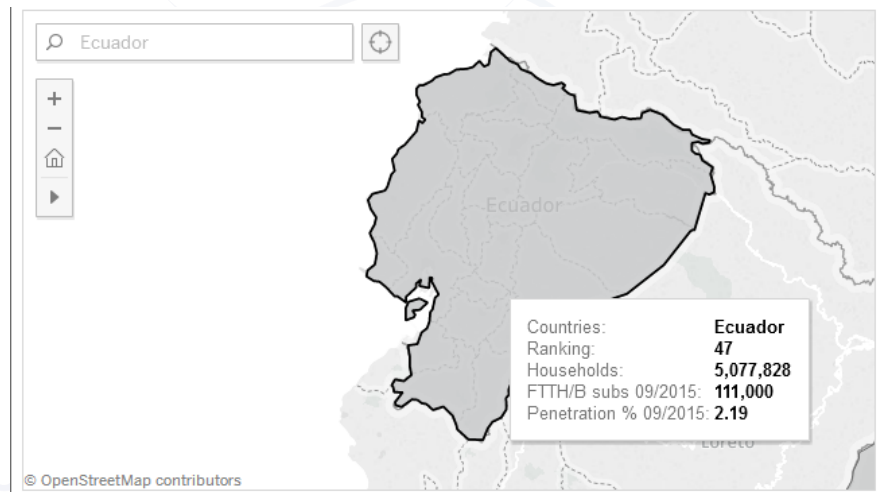 Ecuador
Ecuador
Countries: Ecuador
Ranking: 47
Households: 5,077,828
FTTH/B subs 09/2015: 111,000
Penetration % 09/2015: 2.19
Loreto
© OpenStreetMap contributors